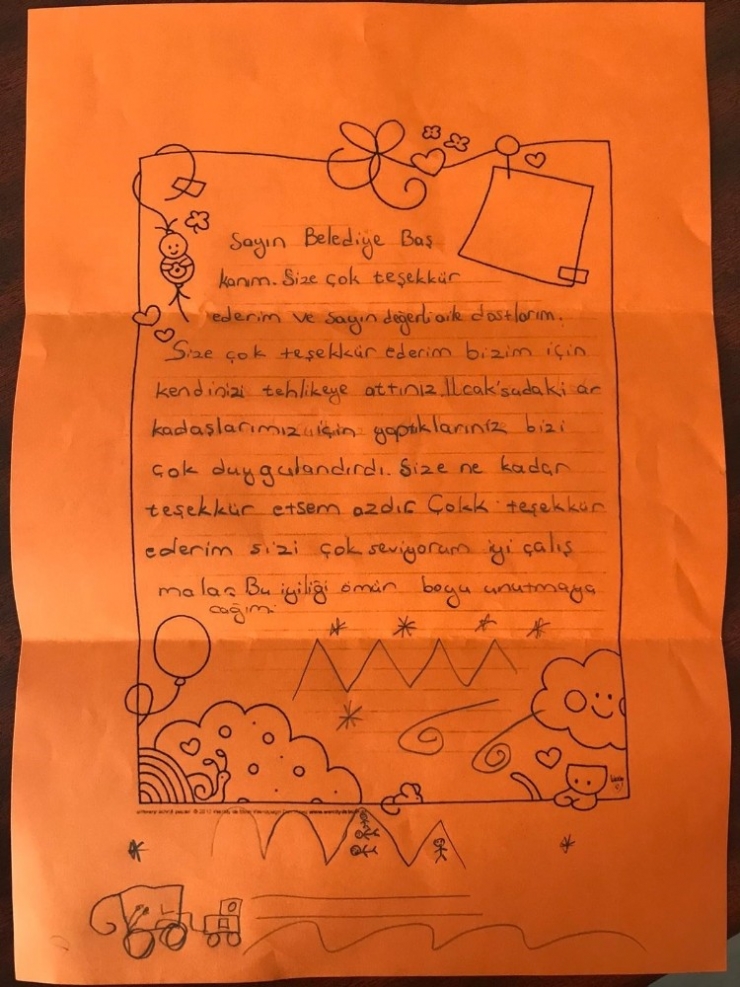 Sayın Belediye Baş
kanım. Size çok teşekkür
ederim ve sayın değerli aile dostlarım.
Size çok teşekkür ederim bizim için
kendinizi tehlikeye attınız. Ilcak'sudaki ar
kadaşlarımız için yaptıklarınız bizi
çok duygulandırdı. Size ne kadar
teşekkür etsem azdır Çokk teşekkür
ederim sizi çok seviyorum iyi çalış
malar Bu iyiliği ömür boyu unutmaya
cağım.